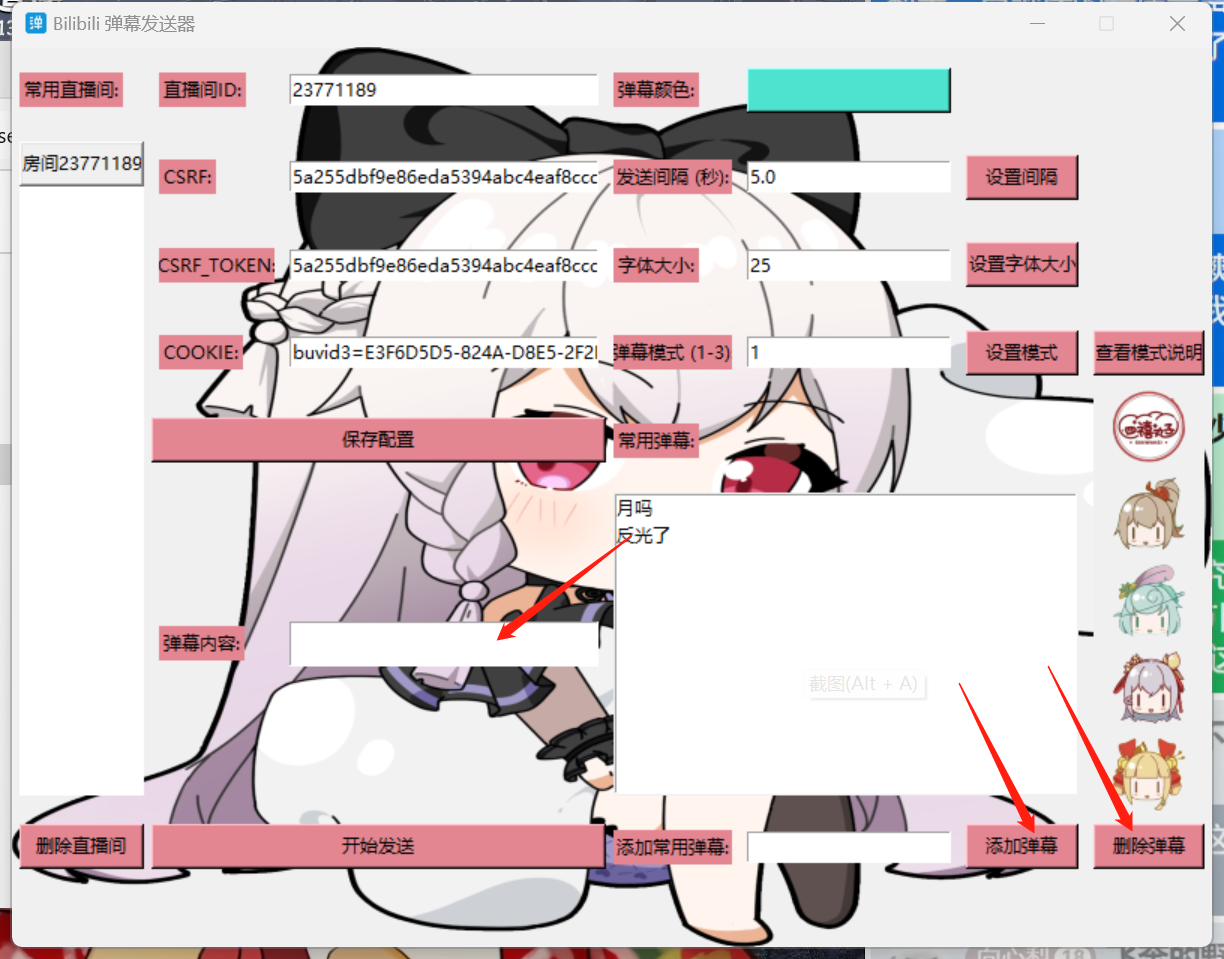 弹 Bilibili 弹幕发送器
常用直播间:
直播间ID:
23771189
弹幕颜色:
房间23771189
CSRF:
5a255dbf9e86eda5394abc4eaf8ccc
发送间隔 (秒):
5.0
设置间隔
CSRF_TOKEN:
5a255dbf9e86eda5394abc4eaf8ccc
字体大小:
25
设置字体大小
COOKIE:
buvid3=E3F6D5D5-824A-D8E5-2F2
弹幕模式 (1-3)
1
设置模式
查看模式说明
保存配置
常用弹幕:
四禧丸子
月吗
反光了
弹幕内容:
截图(Alt + A)
删除直播间
开始发送
添加常用弹幕:
添加弹幕
删除弹幕